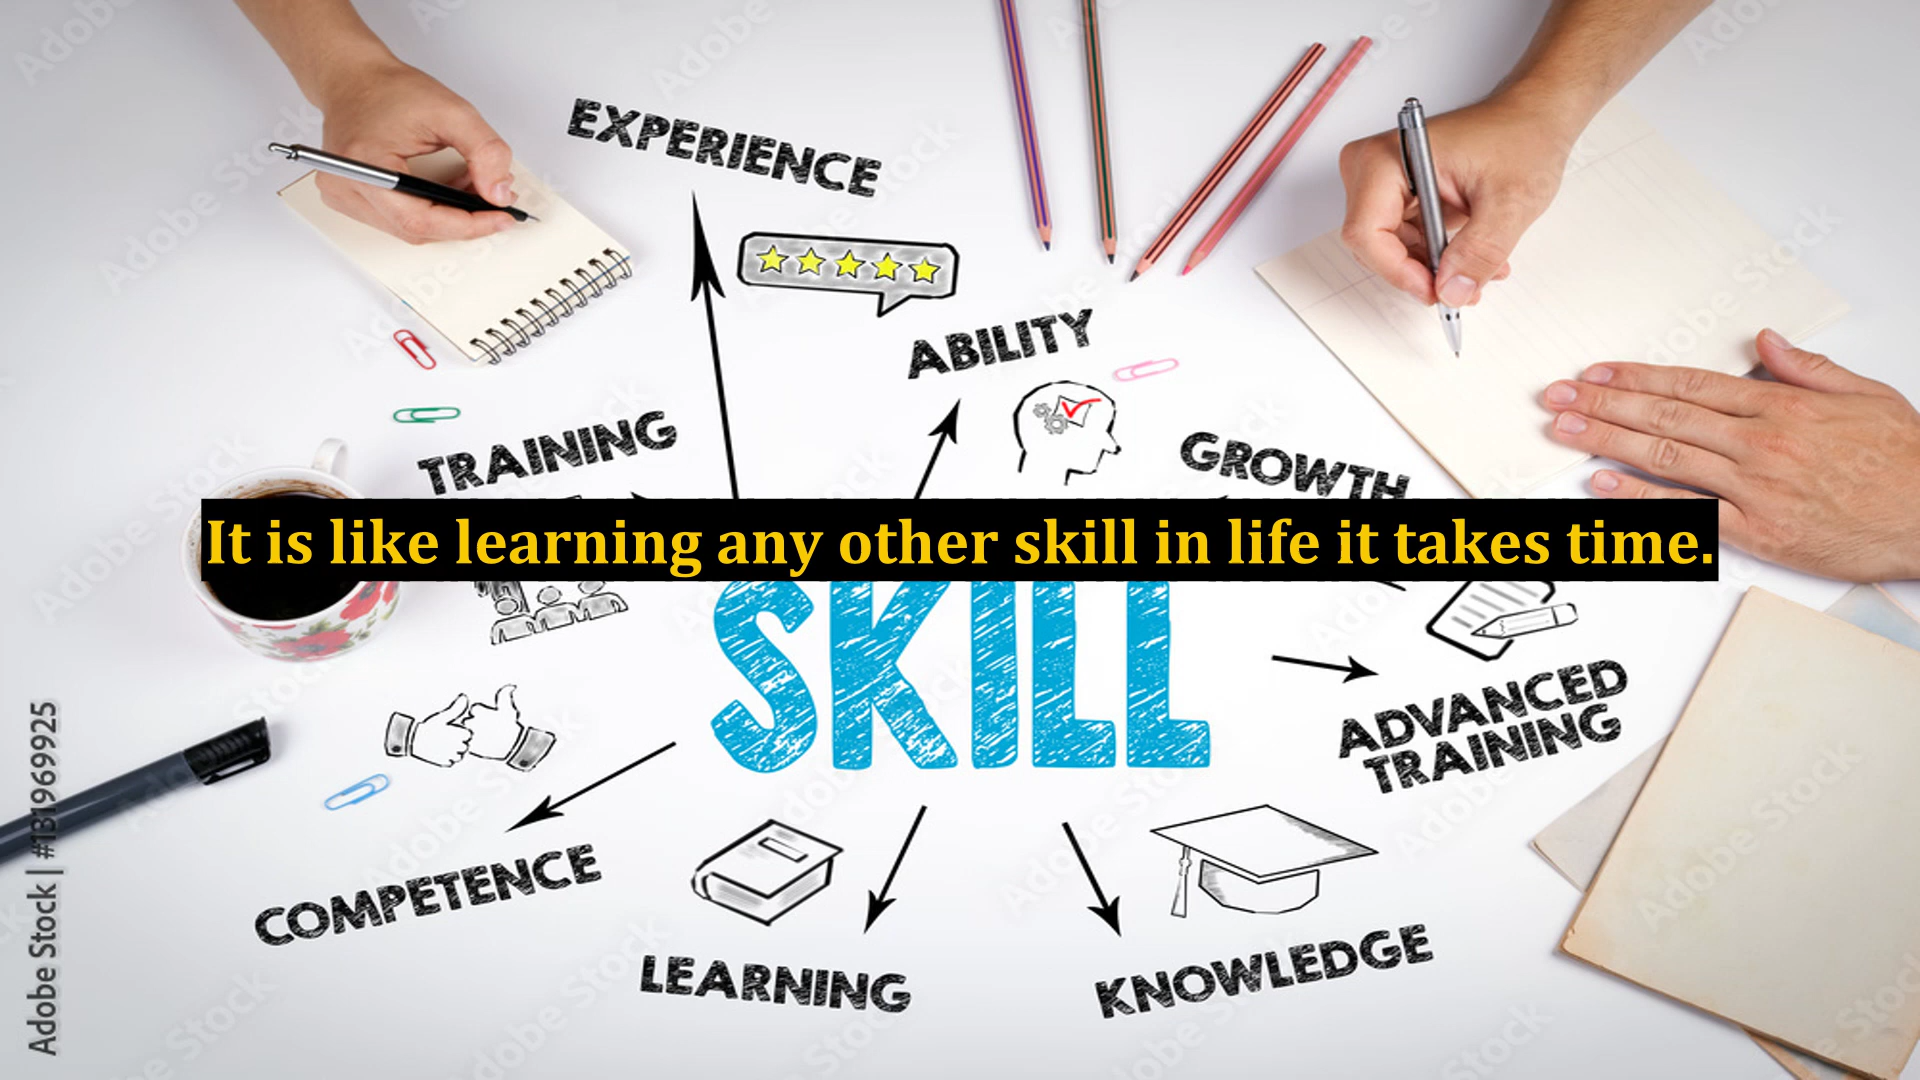 EXPERIENCE
ABILITY
TRAINING
GROWTH
It is like learning any other skill in life it takes time.
SKILL
ADVANCED
TRAINING
COMPETENCE
LEARNING
KNOWLEDGE
Adobe Stock | #1319699925